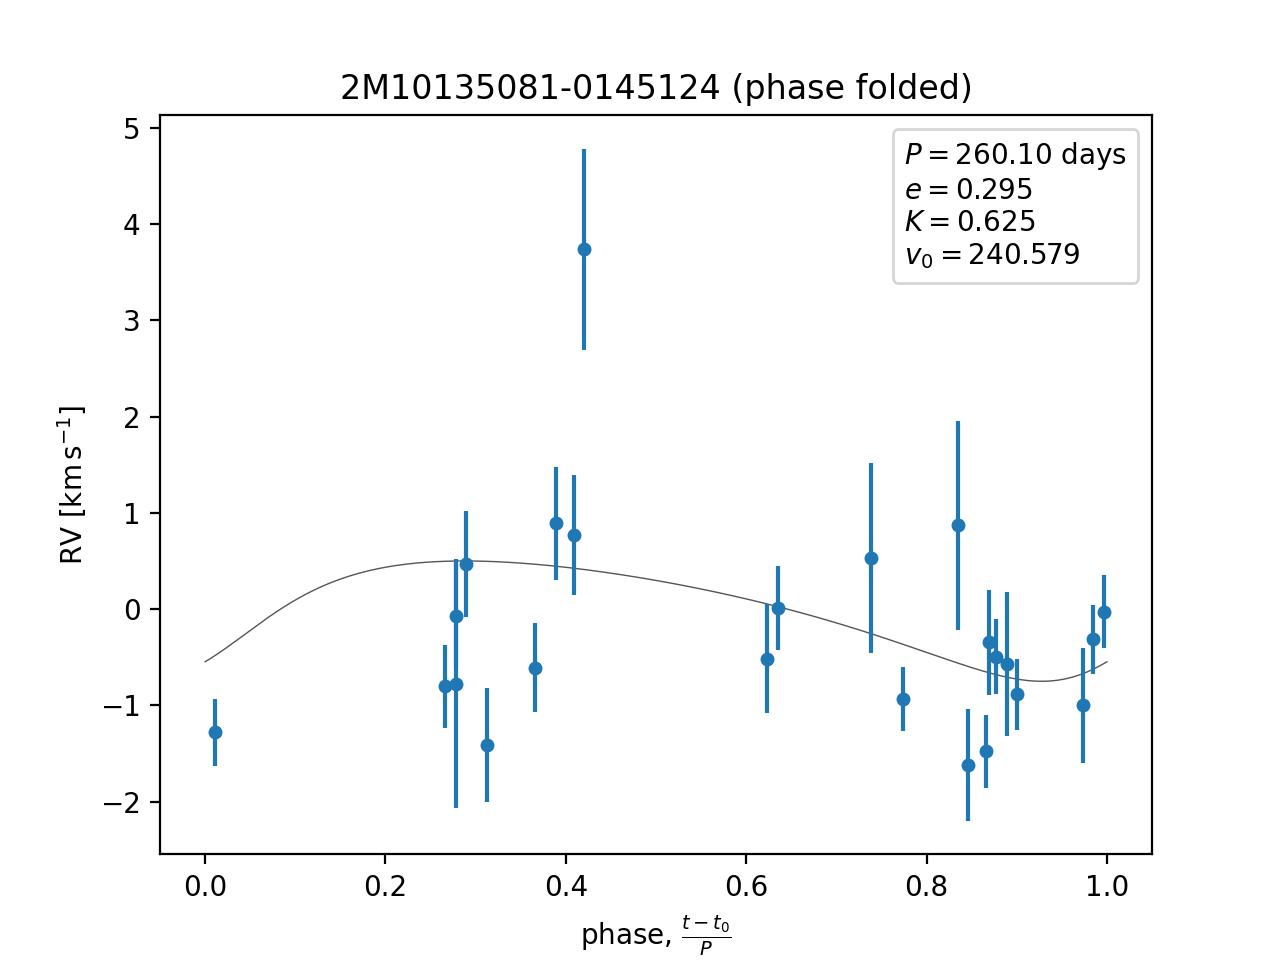 2M10135081-0145124 (phase folded)
P = 260.10 days
e = 0.295
K = 0.625
v₀ = 240.579
RV [km s⁻¹]
5
4
3
2
1
0
−1
−2
0.0 0.2 0.4 0.6 0.8 1.0
phase, (t − t₀)/P